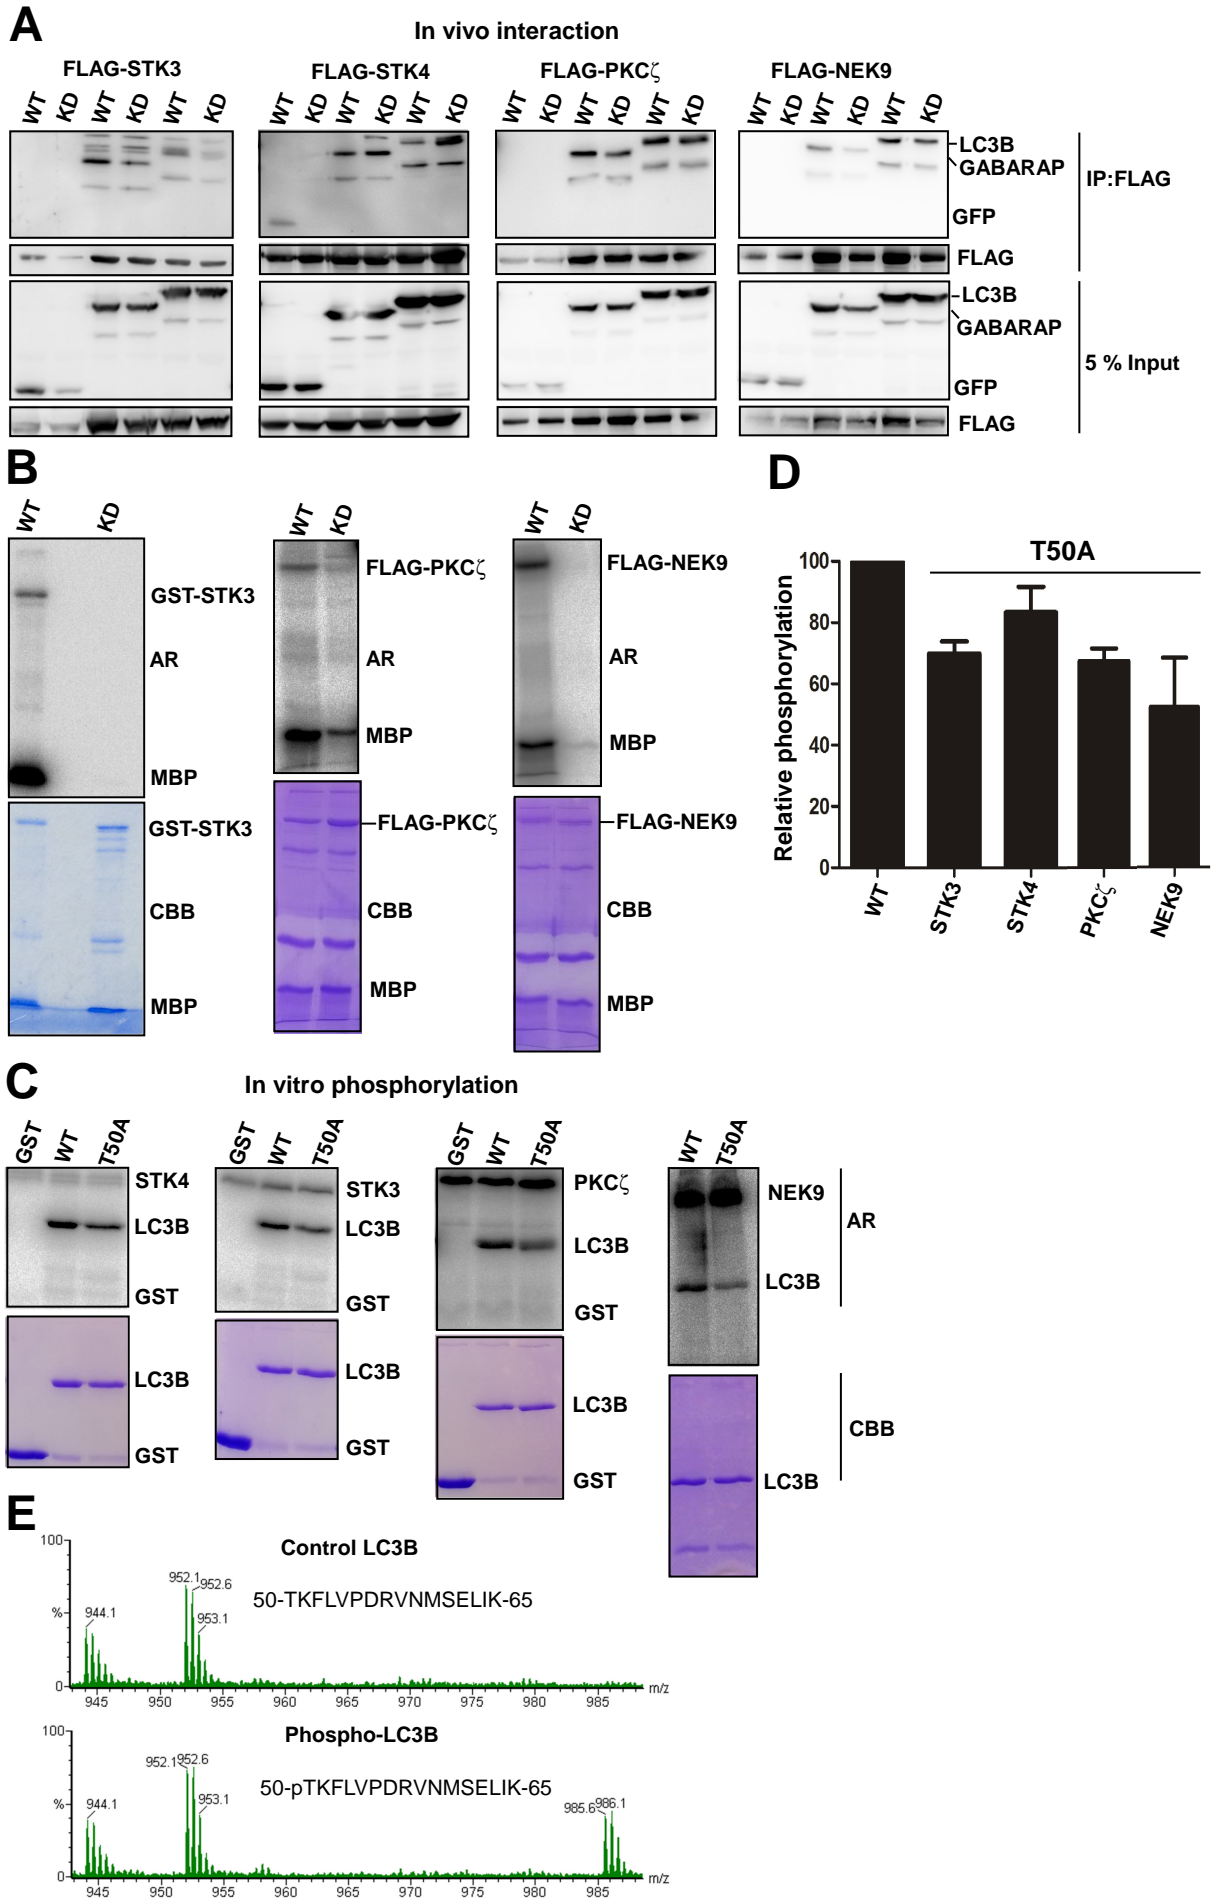 A
In vivo interaction
FLAG-STK3
FLAG-STK4
FLAG-PKCζ
FLAG-NEK9
WT KD WT KD WT KD
WT KD WT KD WT KD
WT KD WT KD WT KD
WT KD WT KD WT KD
LC3B
GABARAP
GFP
FLAG
IP:FLAG
LC3B
GABARAP
GFP
FLAG
5 % Input
B
WT KD
GST-STK3
AR
MBP
GST-STK3
CBB
MBP
WT KD
FLAG-PKCζ
AR
MBP
FLAG-PKCζ
CBB
MBP
WT KD
FLAG-NEK9
AR
MBP
FLAG-NEK9
CBB
MBP
D
T50A
Relative phosphorylation
100
80
60
40
20
0
WT
STK3
STK4
PKCζ
NEK9
C
In vitro phosphorylation
GST WT T50A
STK4
LC3B
GST
LC3B
GST
GST WT T50A
STK3
LC3B
GST
LC3B
GST
GST WT T50A
PKCζ
LC3B
GST
LC3B
GST
WT T50A
NEK9
LC3B
AR
LC3B
CBB
E
Control LC3B
50-TKFLVPDRVNMSELIK-65
100
%
0
944.1
952.1
952.6
953.1
945 950 955 960 965 970 975 980 985 m/z
Phospho-LC3B
50-pTKFLVPDRVNMSELIK-65
100
%
0
944.1
952.1
952.6
953.1
985.6
986.1
945 950 955 960 965 970 975 980 985 m/z